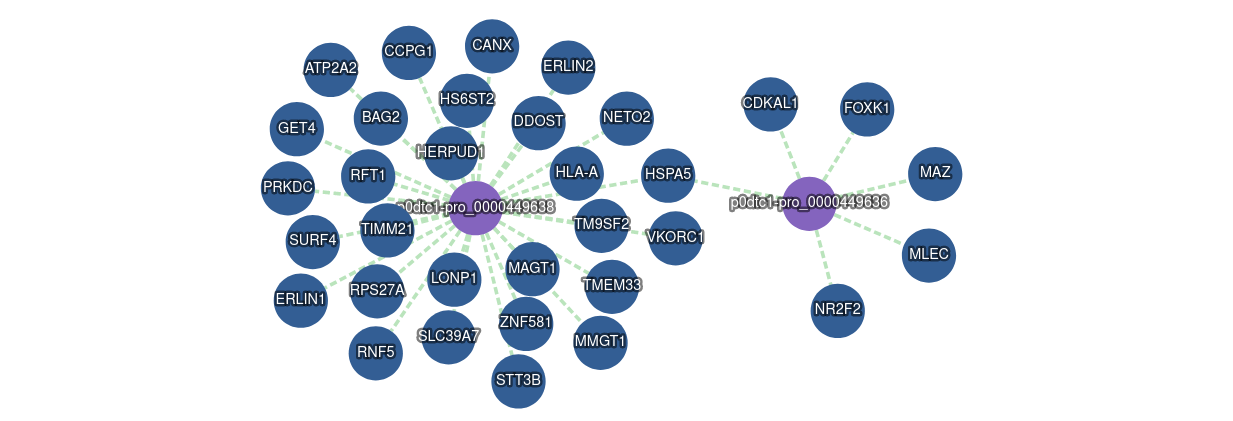 CANX
CCPG1
ERLIN2
ATP2A2
HS6ST2
CDKAL1
FOXK1
BAG2
DDOST
NETO2
GET4
HERPUD1
HLA-A
HSPA5
MAZ
RFT1
PRKDC
p0dtc1-pro_0000449638
p0dtc1-pro_0000449636
TM9SF2
TIMM21
SURF4
VKORC1
MLEC
MAGT1
LONP1
TMEM33
RPS27A
ERLIN1
NR2F2
ZNF581
SLC39A7
MMGT1
RNF5
STT3B